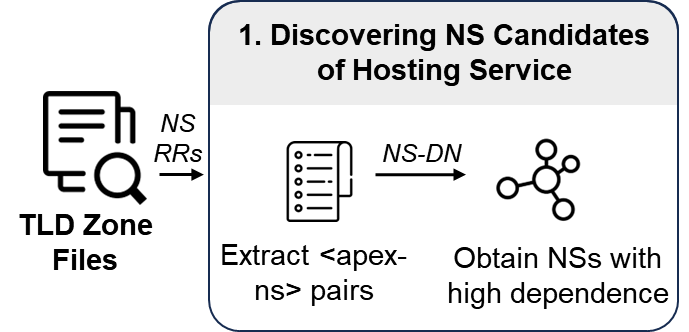 1. Discovering NS Candidates
of Hosting Service
NS
RRs
TLD Zone
Files
NS-DN
Extract <apex-
ns> pairs
Obtain NSs with
high dependence